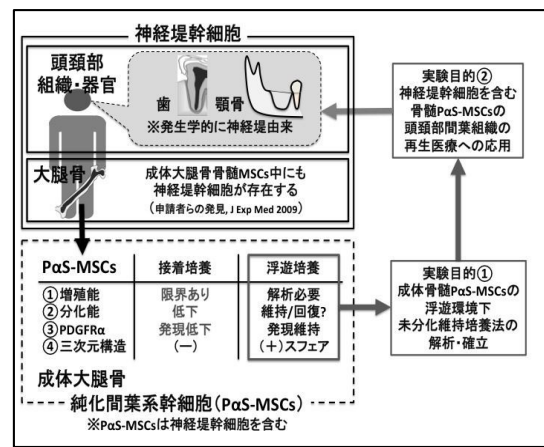 神経堤幹細胞
頭頚部
組織・器官
歯 顎骨
※発生学的に神経堤由来
大腿骨
成体大腿骨骨髄MSCs中にも
神経堤幹細胞が存在する
(申請者らの発見, J Exp Med 2009)
PαS-MSCs 接着培養 浮遊培養
①増殖能 限界あり 解析必要
②分化能 低下 維持/回復?
③PDGFRα 発現低下 発現維持
④三次元構造 (ー) (+)スフェア
成体大腿骨
純化間葉系幹細胞(PαS-MSCs)
※PαS-MSCsは神経堤幹細胞を含む
実験目的②
神経堤幹細胞を含む
骨髄PαS-MSCsの
頭頚部間葉組織の
再生医療への応用
実験目的①
成体骨髄PαS-MSCsの
浮遊環境下
未分化維持培養法の
解析・確立